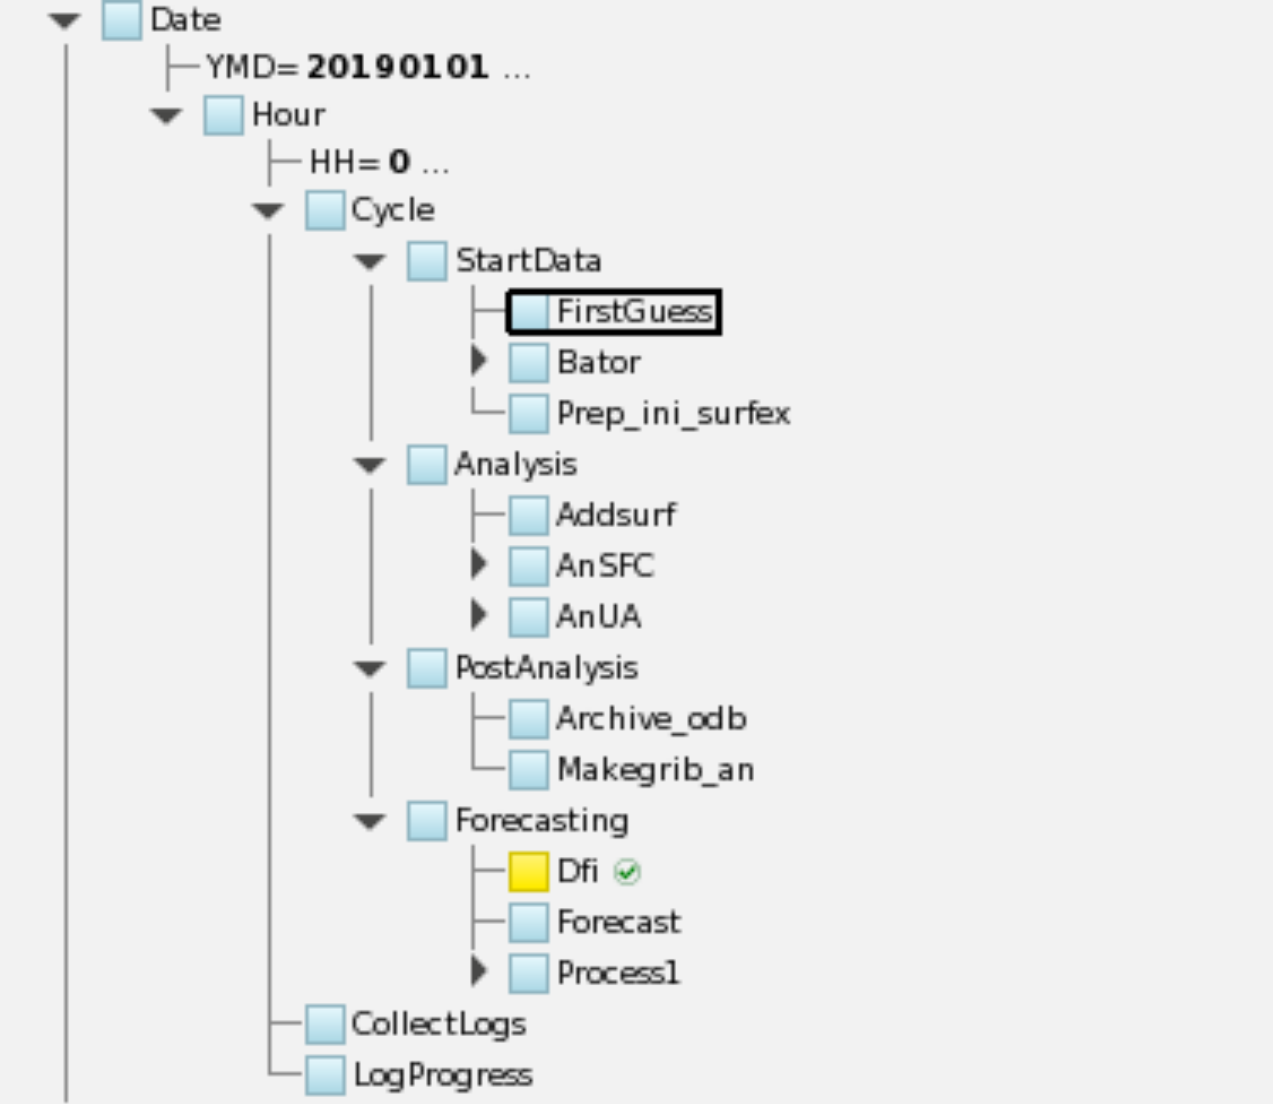 Date
YMD= 20190101 ...
Hour
HH= 0 ...
Cycle
StartData
FirstGuess
Bator
Prep_ini_surfex
Analysis
Addsurf
AnSFC
AnUA
PostAnalysis
Archive_odb
Makegrib_an
Forecasting
Dfi
Forecast
Process1
CollectLogs
LogProgress